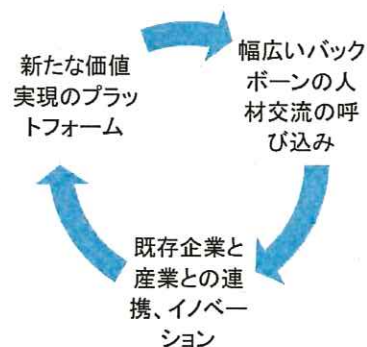 新たな価値
実現のプラッ
トフォーム
幅広いバック
ボーンの人
材交流の呼
び込み
既存企業と
産業との連
携、イノベー
ション